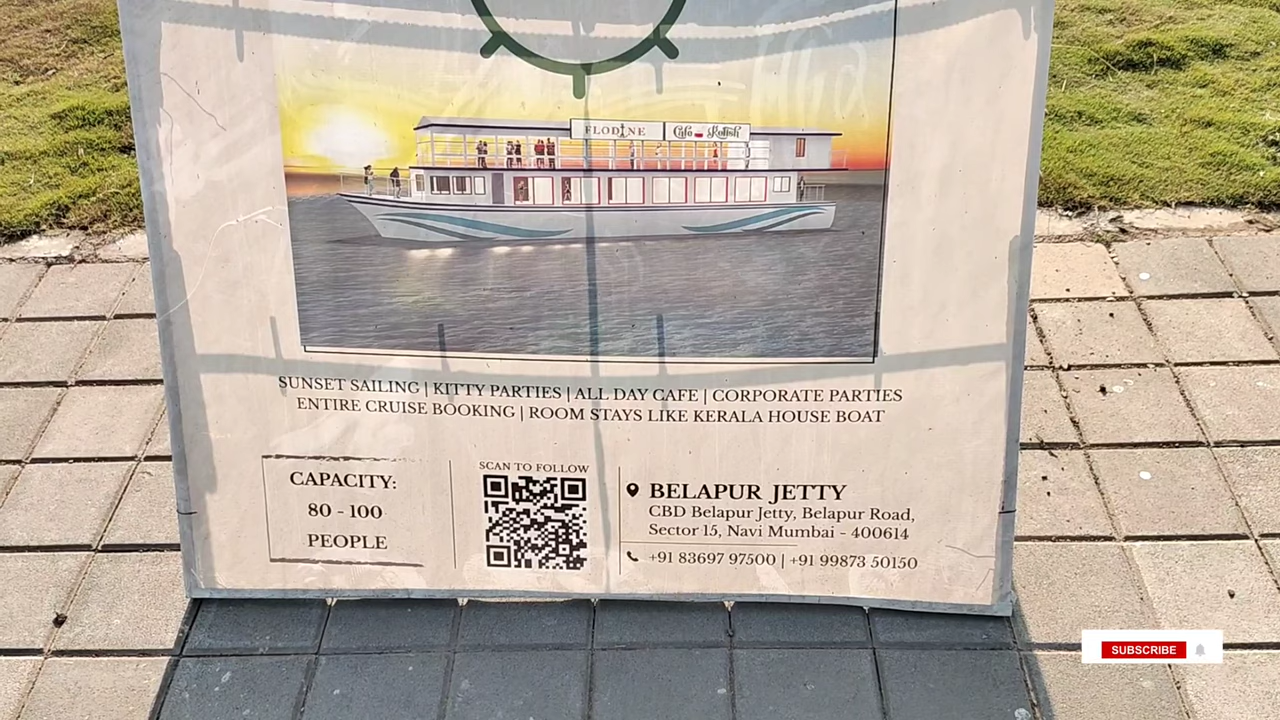 FLODINE
Cafe Kutish
SUNSET SAILING | KITTY PARTIES | ALL DAY CAFE | CORPORATE PARTIES
ENTIRE CRUISE BOOKING | ROOM STAYS LIKE KERALA HOUSE BOAT
CAPACITY:
80 - 100
PEOPLE
SCAN TO FOLLOW
BELAPUR JETTY
CBD Belapur Jetty, Belapur Road,
Sector 15, Navi Mumbai - 400614
+91 83697 97500 | +91 99873 50150
SUBSCRIBE